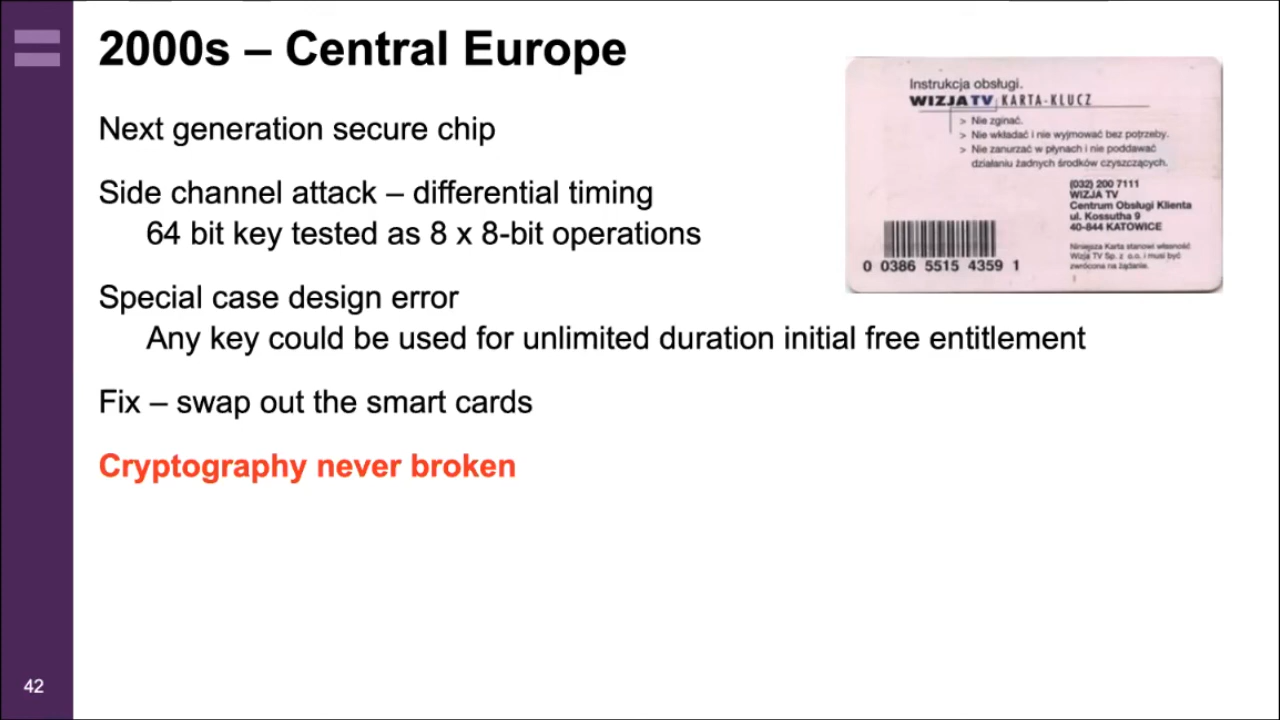 2000s – Central Europe
Next generation secure chip
Side channel attack – differential timing
64 bit key tested as 8 x 8-bit operations
Special case design error
Any key could be used for unlimited duration initial free entitlement
Fix – swap out the smart cards
Cryptography never broken
Instrukcja obsługi.
WIZJA TV KARTA-KLUCZ
> Nie zginać.
> Nie wkładać i nie wyjmować bez potrzeby.
> Nie zanurzać w płynach i nie poddawać
działaniu żadnych środków czyszczących.
(032) 200 7111
WIZJA TV
Centrum Obsługi Klienta
ul. Kossutha 9
40-844 KATOWICE
Niniejsza Karta stanowi własność
Wizja TV Sp. z o.o. i musi być
zwrócona na żądanie.
0 0386 5515 4359 1
42